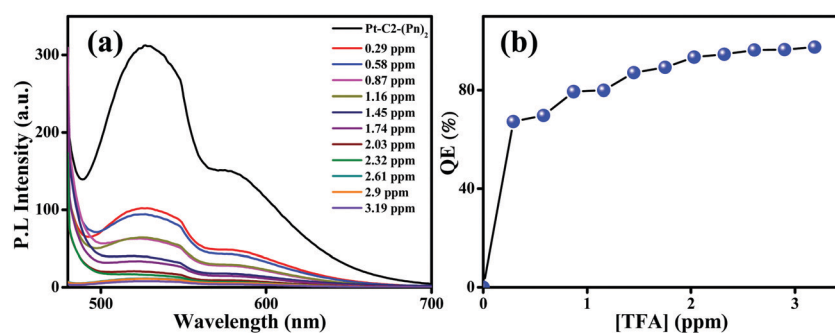 (a)
Pt-C2-(Pn)₂
0.29 ppm
0.58 ppm
0.87 ppm
1.16 ppm
1.45 ppm
1.74 ppm
2.03 ppm
2.32 ppm
2.61 ppm
2.9 ppm
3.19 ppm
P.L Intensity (a.u.)
300
200
100
0
500
600
700
Wavelength (nm)
(b)
QE (%)
80
40
0
0
1
2
3
[TFA] (ppm)